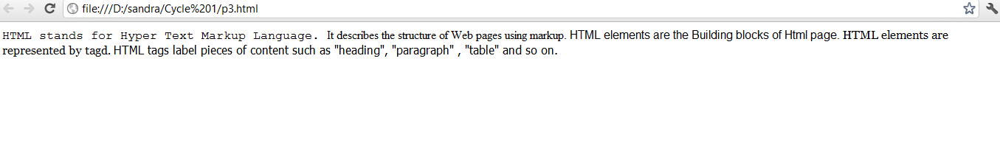 file:///D:/sandra/Cycle%201/p3.html
HTML stands for Hyper Text Markup Language. It describes the structure of Web pages using markup. HTML elements are the Building blocks of Html page. HTML elements are
represented by tagd. HTML tags label pieces of content such as "heading", "paragraph" , "table" and so on.